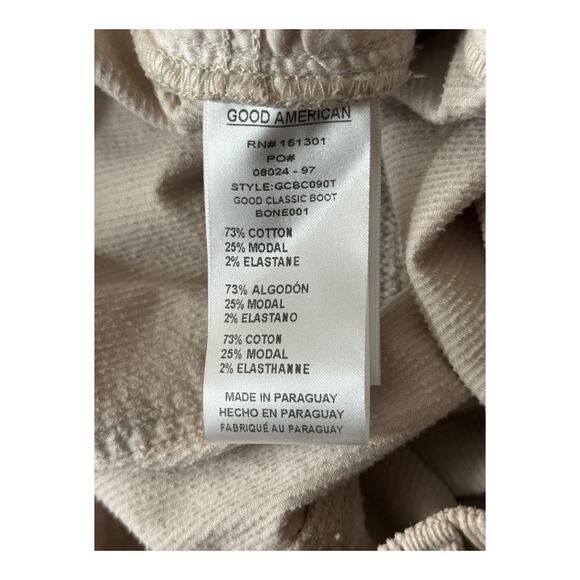 GOOD AMERICAN
RN# 151301
PO#
08024 - 97
STYLE:GCBC090T
GOOD CLASSIC BOOT
BONE001
73% COTTON
25% MODAL
2% ELASTANE
73% ALGODÓN
25% MODAL
2% ELASTANO
73% COTON
25% MODAL
2% ELASTHANNE
MADE IN PARAGUAY
HECHO EN PARAGUAY
FABRIQUÉ AU PARAGUAY